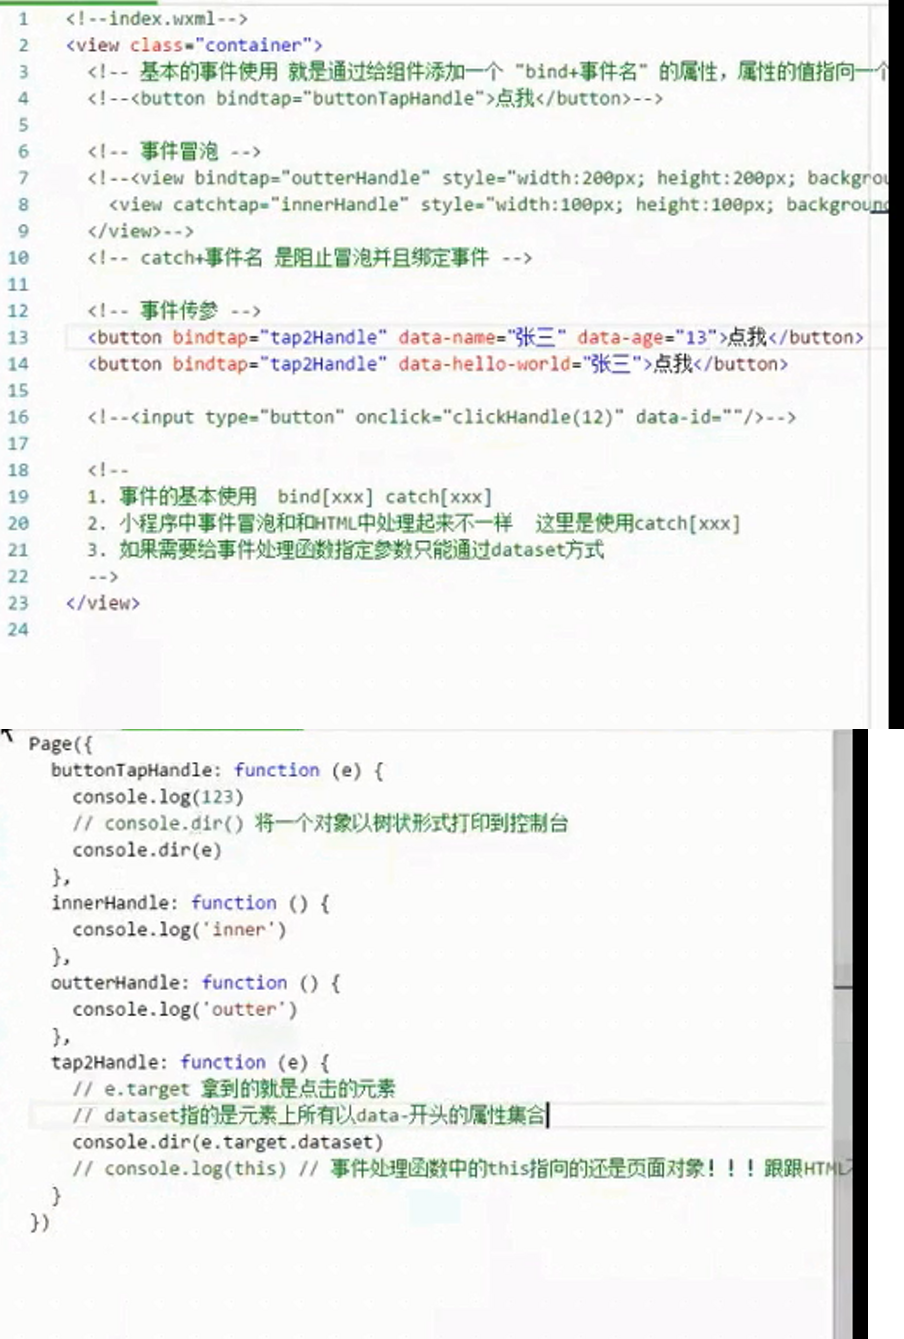 1 <!--index.wxml-->
2 <view class="container">
3 <!-- 基本的事件使用 就是通过给组件添加一个 "bind+事件名" 的属性，属性的值指向一个
4 <!--<button bindtap="buttonTapHandle">点我</button>-->
5
6 <!-- 事件冒泡 -->
7 <!--<view bindtap="outterHandle" style="width:200px; height:200px; backgrou
8 <view catchtap="innerHandle" style="width:100px; height:100px; background
9 </view>-->
10 <!-- catch+事件名 是阻止冒泡并且绑定事件 -->
11
12 <!-- 事件传参 -->
13 <button bindtap="tap2Handle" data-name="张三" data-age="13">点我</button>
14 <button bindtap="tap2Handle" data-hello-world="张三">点我</button>
15
16 <!--<input type="button" onclick="clickHandle(12)" data-id=""/>-->
17
18 <!--
19 1. 事件的基本使用 bind[xxx] catch[xxx]
20 2. 小程序中事件冒泡和和HTML中处理起来不一样 这里是使用catch[xxx]
21 3. 如果需要给事件处理函数指定参数只能通过dataset方式
22 -->
23 </view>
24
Page({
buttonTapHandle: function (e) {
console.log(123)
// console.dir() 将一个对象以树状形式打印到控制台
console.dir(e)
},
innerHandle: function () {
console.log('inner')
},
outterHandle: function () {
console.log('outter')
},
tap2Handle: function (e) {
// e.target 拿到的就是点击的元素
// dataset指的是元素上所有以data-开头的属性集合
console.dir(e.target.dataset)
// console.log(this) // 事件处理函数中的this指向的还是页面对象！！！跟跟HTML
}
})